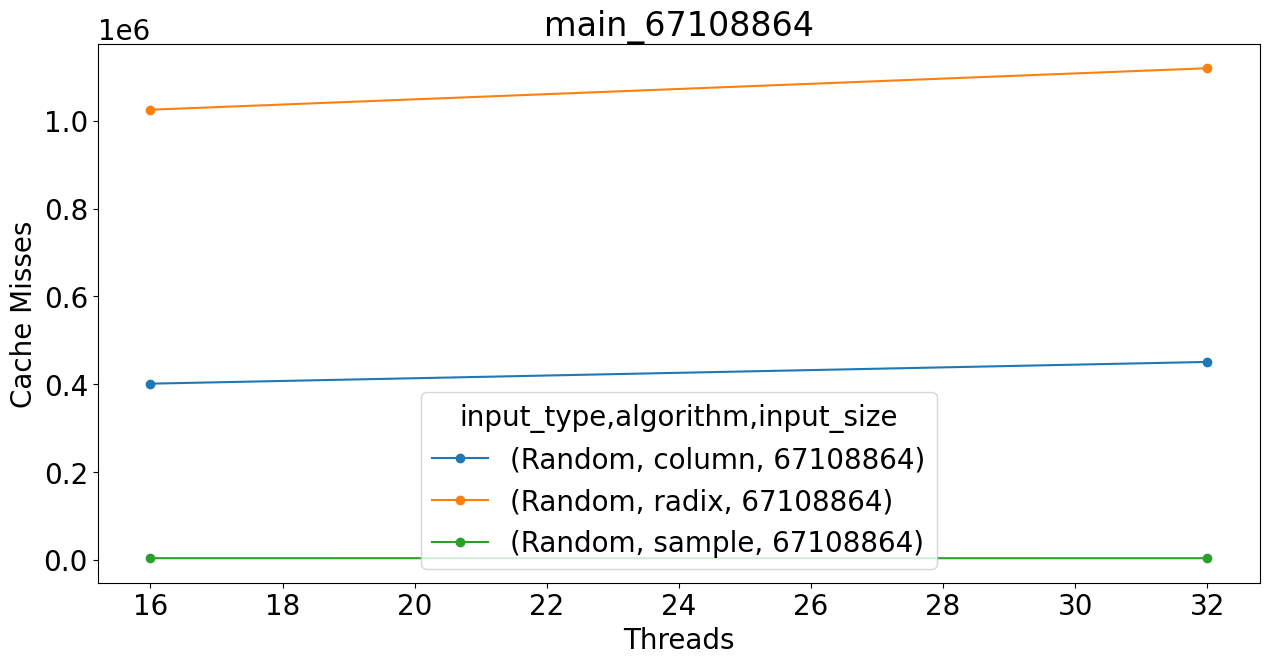 main_67108864
1e6
1.0
0.8
0.6
0.4
0.2
0.0
Cache Misses
input_type,algorithm,input_size
(Random, column, 67108864)
(Random, radix, 67108864)
(Random, sample, 67108864)
16 18 20 22 24 26 28 30 32
Threads